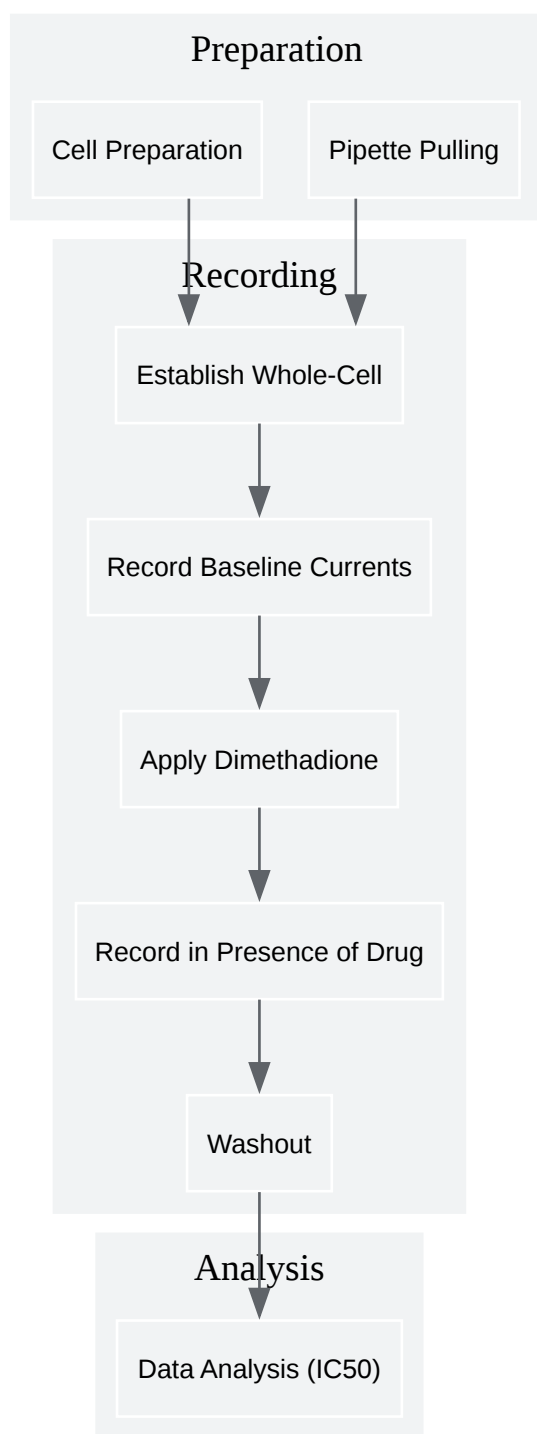 Preparation
Cell Preparation
Pipette Pulling
Recording
Establish Whole-Cell
Record Baseline Currents
Apply Dimethadione
Record in Presence of Drug
Washout
Analysis
Data Analysis (IC50)